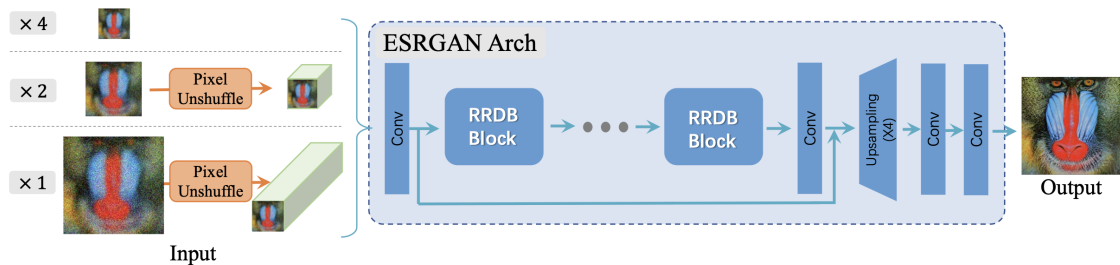 × 4
× 2
Pixel
Unshuffle
× 1
Pixel
Unshuffle
Input
ESRGAN Arch
Conv
RRDB
Block
RRDB
Block
Conv
Upsampling
(X4)
Conv
Conv
Output